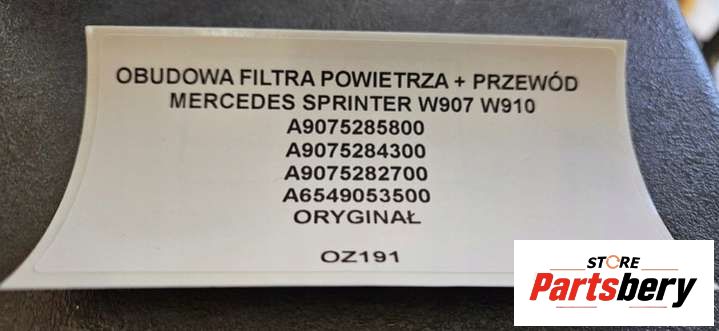 OBUDOWA FILTRA POWIETRZA + PRZEWÓD
MERCEDES SPRINTER W907 W910
A9075285800
A9075284300
A9075282700
A6549053500
ORYGINAŁ
OZ191
STORE
Partsbery